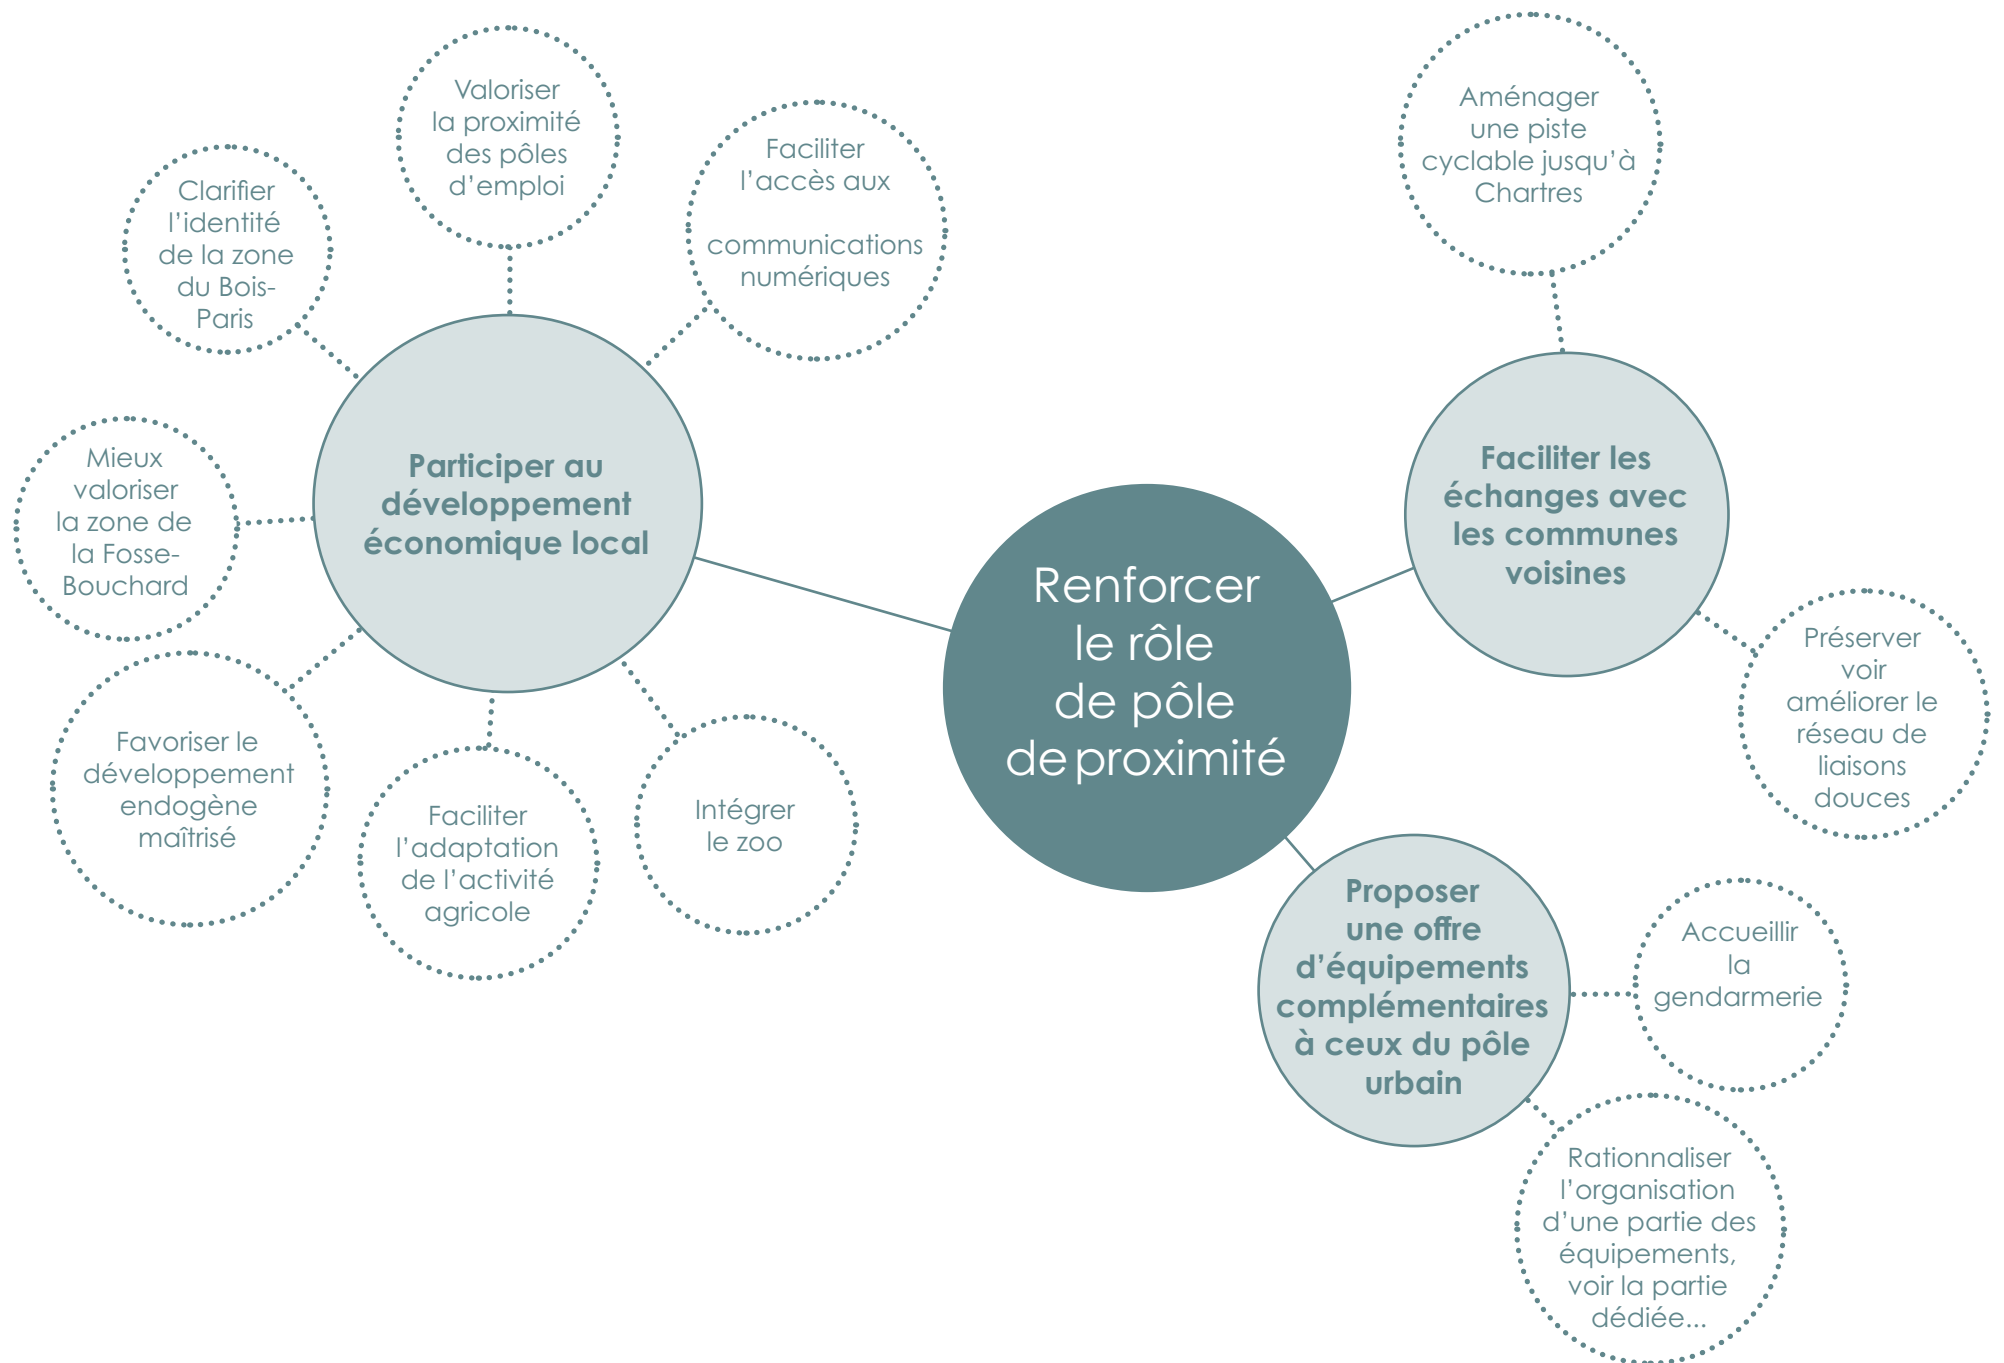 Valoriser
la proximité
des pôles
d'emploi
Faciliter
l'accès aux
communications
numériques
Clarifier
l'identité
de la zone
du Bois-
Paris
Mieux
valoriser
la zone de
la Fosse-
Bouchard
Participer au
développement
économique local
Favoriser le
développement
endogène
maîtrisé
Faciliter
l'adaptation
de l'activité
agricole
Intégrer
le zoo
Renforcer
le rôle
de pôle
de proximité
Aménager
une piste
cyclable jusqu'à
Chartres
Faciliter les
échanges avec
les communes
voisines
Préserver
voir
améliorer le
réseau de
liaisons
douces
Proposer
une offre
d'équipements
complémentaires
à ceux du pôle
urbain
Accueillir
la
gendarmerie
Rationnaliser
l'organisation
d'une partie des
équipements,
voir la partie
dédiée...